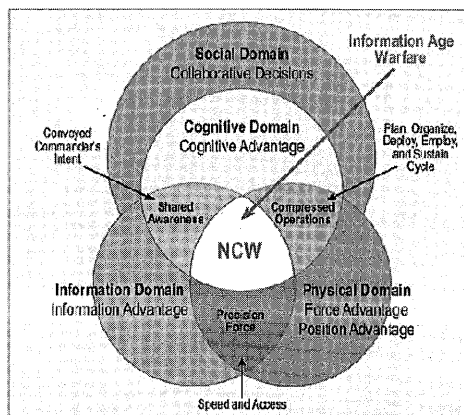 Social Domain
Collaborative Decisions
Information Age
Warfare
Cognitive Domain
Cognitive Advantage
Conveyed
Commander's
Intent
Plan, Organize,
Deploy, Employ,
and Sustain
Cycle
Shared
Awareness
Compressed
Operations
NCW
Information Domain
Information Advantage
Precision
Force
Physical Domain
Force Advantage
Position Advantage
Speed and Access